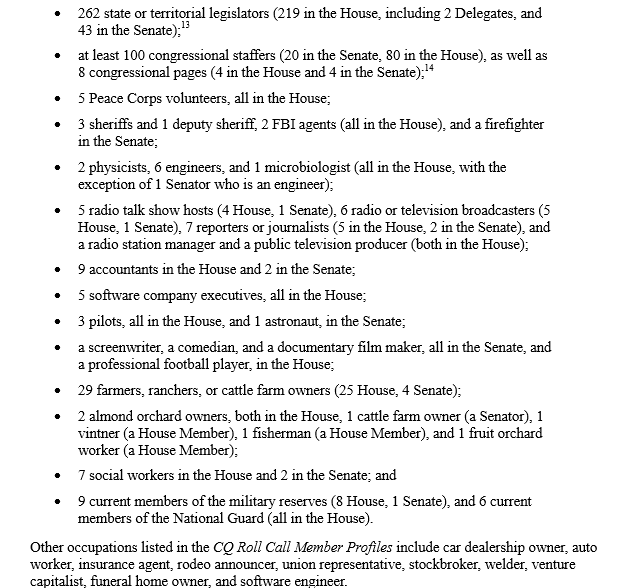 • 262 state or territorial legislators (219 in the House, including 2 Delegates, and
43 in the Senate);13
• at least 100 congressional staffers (20 in the Senate, 80 in the House), as well as
8 congressional pages (4 in the House and 4 in the Senate);14
• 5 Peace Corps volunteers, all in the House;
• 3 sheriffs and 1 deputy sheriff, 2 FBI agents (all in the House), and a firefighter
in the Senate;
• 2 physicists, 6 engineers, and 1 microbiologist (all in the House, with the
exception of 1 Senator who is an engineer);
• 5 radio talk show hosts (4 House, 1 Senate), 6 radio or television broadcasters (5
House, 1 Senate), 7 reporters or journalists (5 in the House, 2 in the Senate), and
a radio station manager and a public television producer (both in the House);
• 9 accountants in the House and 2 in the Senate;
• 5 software company executives, all in the House;
• 3 pilots, all in the House, and 1 astronaut, in the Senate;
• a screenwriter, a comedian, and a documentary film maker, all in the Senate, and
a professional football player, in the House;
• 29 farmers, ranchers, or cattle farm owners (25 House, 4 Senate);
• 2 almond orchard owners, both in the House, 1 cattle farm owner (a Senator), 1
vintner (a House Member), 1 fisherman (a House Member), and 1 fruit orchard
worker (a House Member);
• 7 social workers in the House and 2 in the Senate; and
• 9 current members of the military reserves (8 House, 1 Senate), and 6 current
members of the National Guard (all in the House).
Other occupations listed in the CQ Roll Call Member Profiles include car dealership owner, auto
worker, insurance agent, rodeo announcer, union representative, stockbroker, welder, venture
capitalist, funeral home owner, and software engineer.